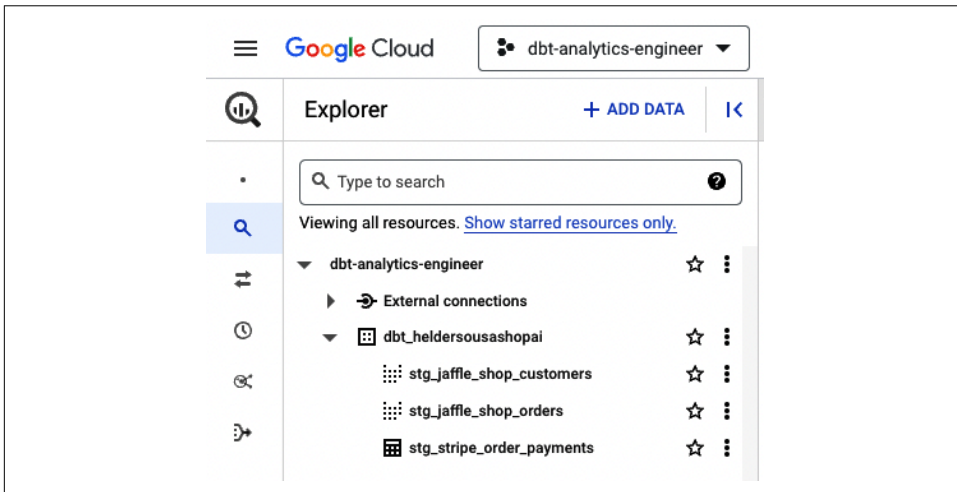 Google Cloud
dbt-analytics-engineer
Explorer
+ ADD DATA
Type to search
Viewing all resources. Show starred resources only.
dbt-analytics-engineer
External connections
dbt_heldersousashopai
stg_jaffle_shop_customers
stg_jaffle_shop_orders
stg_stripe_order_payments